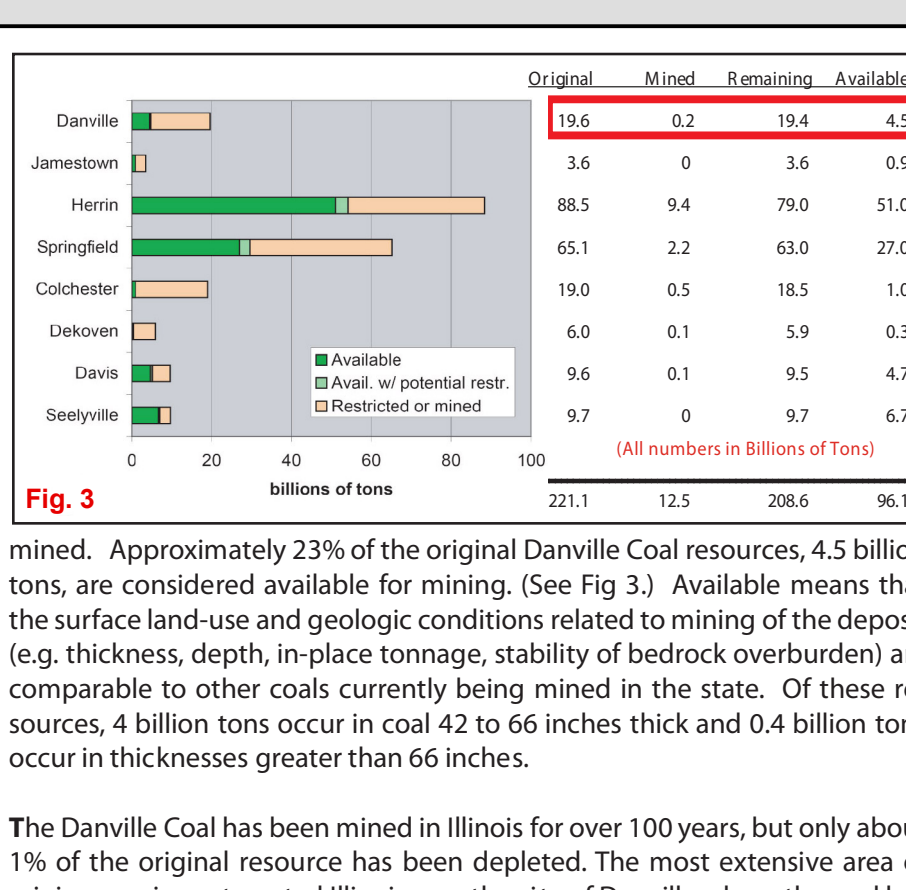 Original Mined Remaining Available
Danville 19.6 0.2 19.4 4.5
Jamestown 3.6 0 3.6 0.9
Herrin 88.5 9.4 79.0 51.0
Springfield 65.1 2.2 63.0 27.0
Colchester 19.0 0.5 18.5 1.0
Dekoven 6.0 0.1 5.9 0.3
Davis 9.6 0.1 9.5 4.7
Seelyville 9.7 0 9.7 6.7
Available
Avail. w/ potential restr.
Restricted or mined
(All numbers in Billions of Tons)
0 20 40 60 80 100
billions of tons
Fig. 3
221.1 12.5 208.6 96.1
mined. Approximately 23% of the original Danville Coal resources, 4.5 billio
tons, are considered available for mining. (See Fig 3.) Available means tha
the surface land-use and geologic conditions related to mining of the depos
(e.g. thickness, depth, in-place tonnage, stability of bedrock overburden) a
comparable to other coals currently being mined in the state. Of these re
sources, 4 billion tons occur in coal 42 to 66 inches thick and 0.4 billion ton
occur in thicknesses greater than 66 inches.
The Danville Coal has been mined in Illinois for over 100 years, but only abou
1% of the original resource has been depleted. The most extensive area o